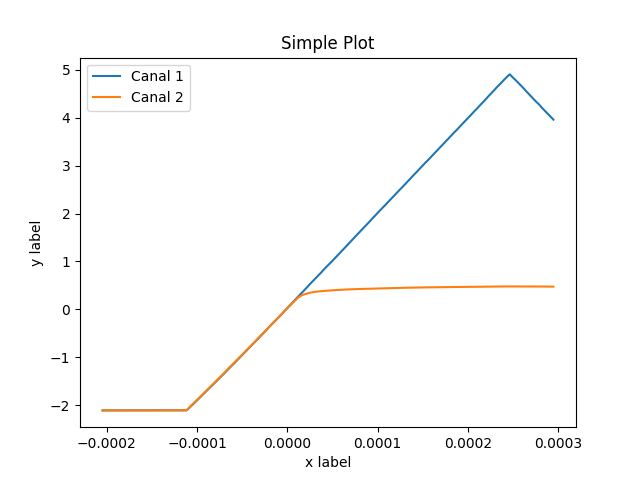 Simple Plot
Canal 1
Canal 2
y label
5
4
3
2
1
0
−1
−2
−0.0002
−0.0001
0.0000
0.0001
0.0002
0.0003
x label